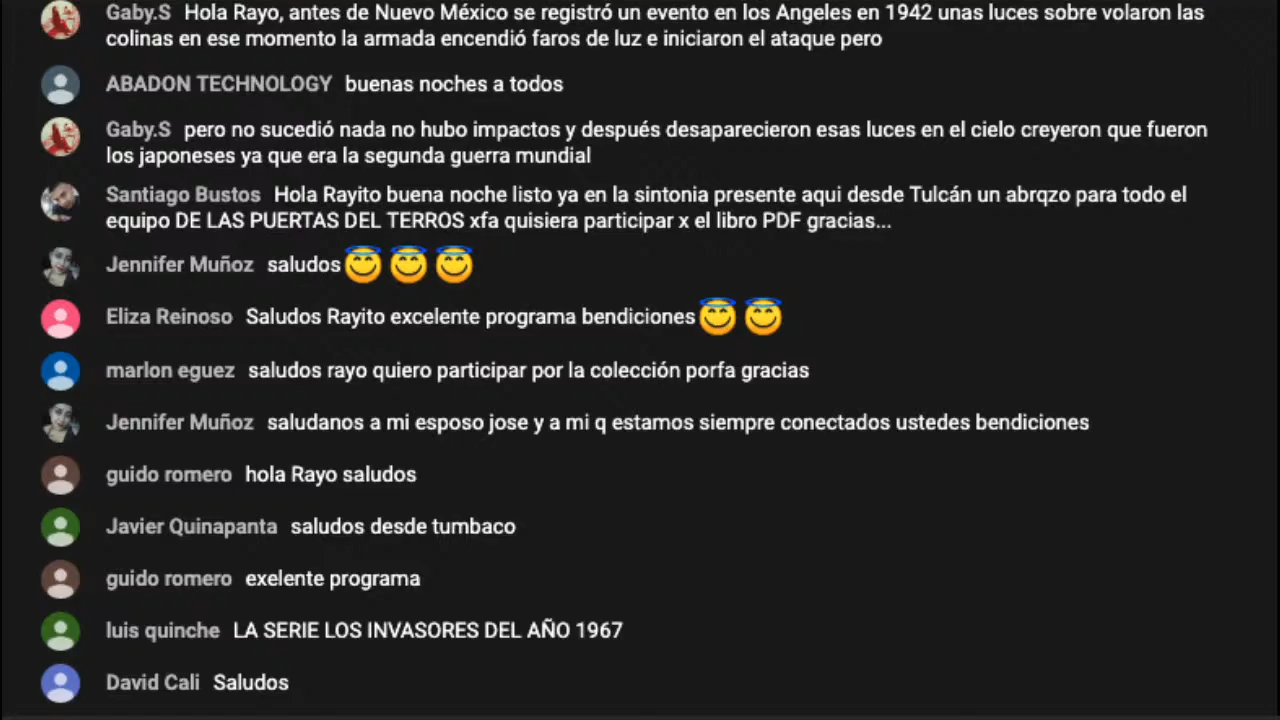 Gaby.S Hola Rayo, antes de Nuevo México se registró un evento en los Angeles en 1942 unas luces sobre volaron las
colinas en ese momento la armada encendió faros de luz e iniciaron el ataque pero
ABADON TECHNOLOGY buenas noches a todos
Gaby.S pero no sucedió nada no hubo impactos y después desaparecieron esas luces en el cielo creyeron que fueron
los japoneses ya que era la segunda guerra mundial
Santiago Bustos Hola Rayito buena noche listo ya en la sintonia presente aqui desde Tulcán un abrqzo para todo el
equipo DE LAS PUERTAS DEL TERROS xfa quisiera participar x el libro PDF gracias...
Jennifer Muñoz saludos😇😇😇
Eliza Reinoso Saludos Rayito excelente programa bendiciones😇😇
marlon eguez saludos rayo quiero participar por la colección porfa gracias
Jennifer Muñoz saludanos a mi esposo jose y a mi q estamos siempre conectados ustedes bendiciones
guido romero hola Rayo saludos
Javier Quinapanta saludos desde tumbaco
guido romero exelente programa
luis quinche LA SERIE LOS INVASORES DEL AÑO 1967
David Cali Saludos